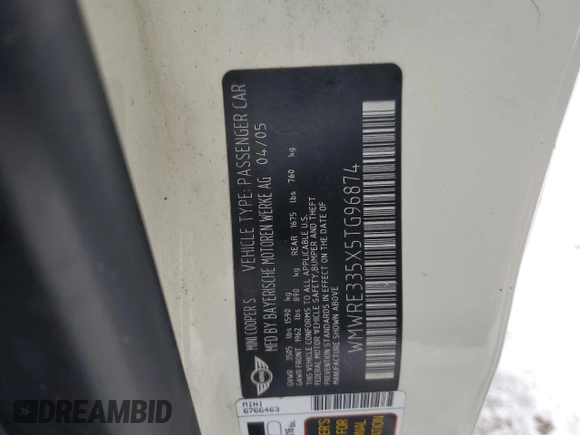 MINI COOPER S VEHICLE TYPE: PASSENGER CAR
MFD BY BAYERISCHE MOTOREN WERKE AG 04/05
GVWR 3505 lbs 1590 kg
GAWR FRONT 1962 lbs 890 kg REAR 1675 lbs 760 kg
THIS VEHICLE CONFORMS TO ALL APPLICABLE U.S.
FEDERAL MOTOR VEHICLE SAFETY, BUMPER AND THEFT
PREVENTION STANDARDS IN EFFECT ON THE DATE OF
MANUFACTURE SHOWN ABOVE.
WMWRE335X5TG96874
MINI
6766463
BIDAMERICAN